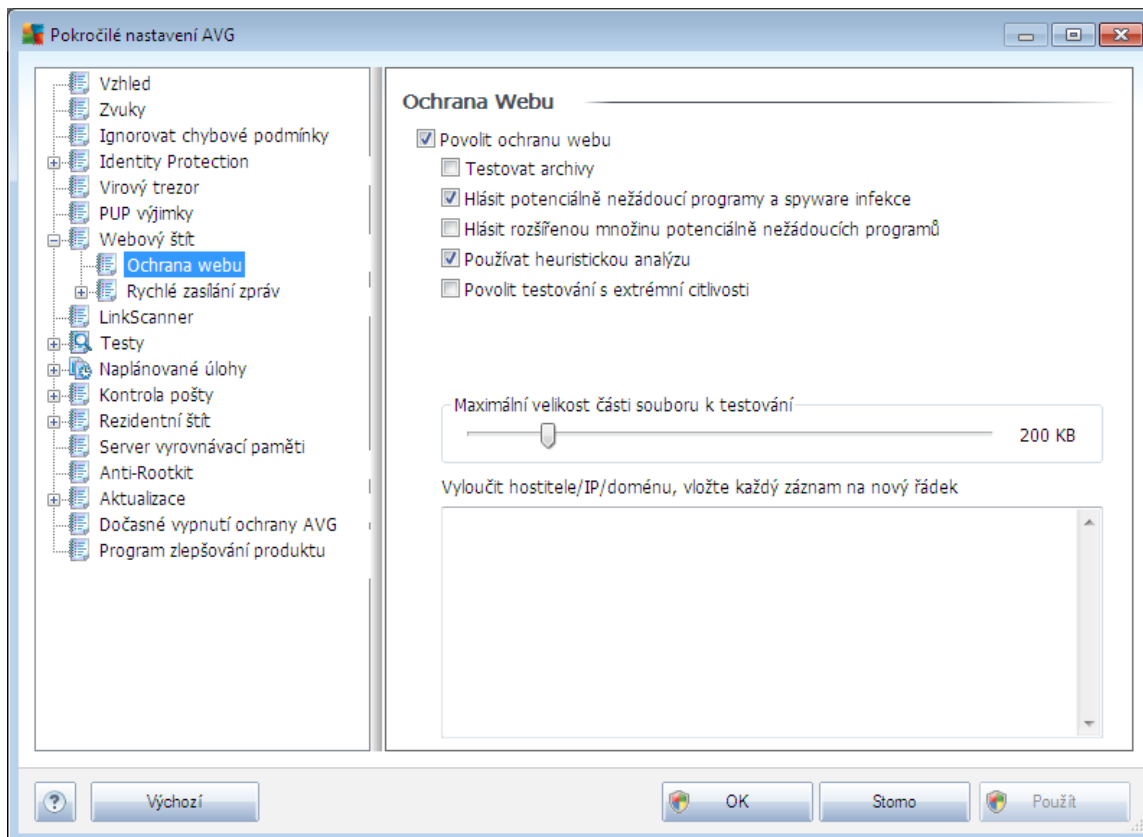 Pokročilé nastavení AVG
Vzhled
Zvuky
Ignorovat chybové podmínky
Identity Protection
Virový trezor
PUP výjimky
Webový štít
Ochrana webu
Rychlé zasílání zpráv
LinkScanner
Testy
Naplánované úlohy
Kontrola pošty
Rezidentní štít
Server vyrovnávací paměti
Anti-Rootkit
Aktualizace
Dočasné vypnutí ochrany AVG
Program zlepšování produktu
Ochrana Webu
Povolit ochranu webu
Testovat archivy
Hlásit potenciálně nežádoucí programy a spyware infekce
Hlásit rozšířenou množinu potenciálně nežádoucích programů
Používat heuristickou analýzu
Povolit testování s extrémní citlivosti
Maximální velikost části souboru k testování
200 KB
Vyloučit hostitele/IP/doménu, vložte každý záznam na nový řádek
?
Výchozí
OK
Stomo
Použít